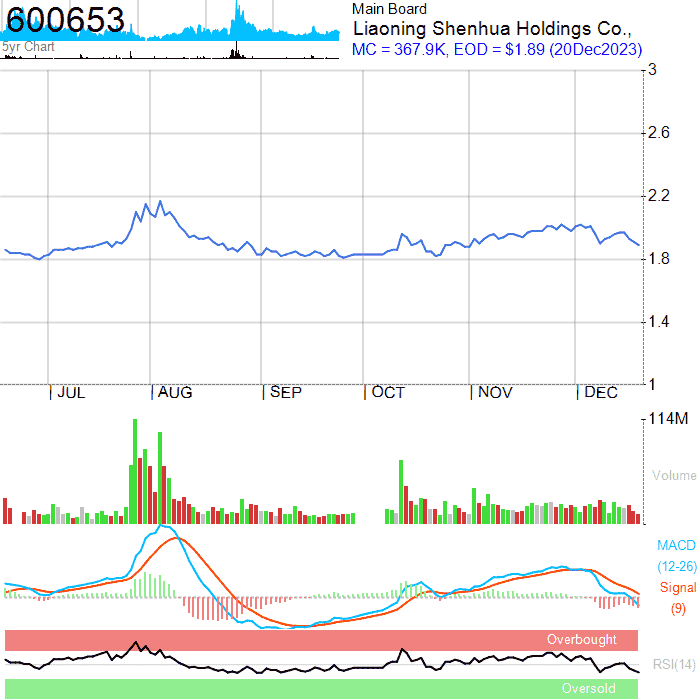 600653
5yr Chart
Main Board
Liaoning Shenhua Holdings Co.,
MC = 367.9K, EOD = $1.89 (20Dec2023)
3
2.6
2.2
1.8
1.4
1
JUL
AUG
SEP
OCT
NOV
DEC
114M
Volume
MACD
(12-26)
Signal
(9)
Overbought
RSI(14)
Oversold